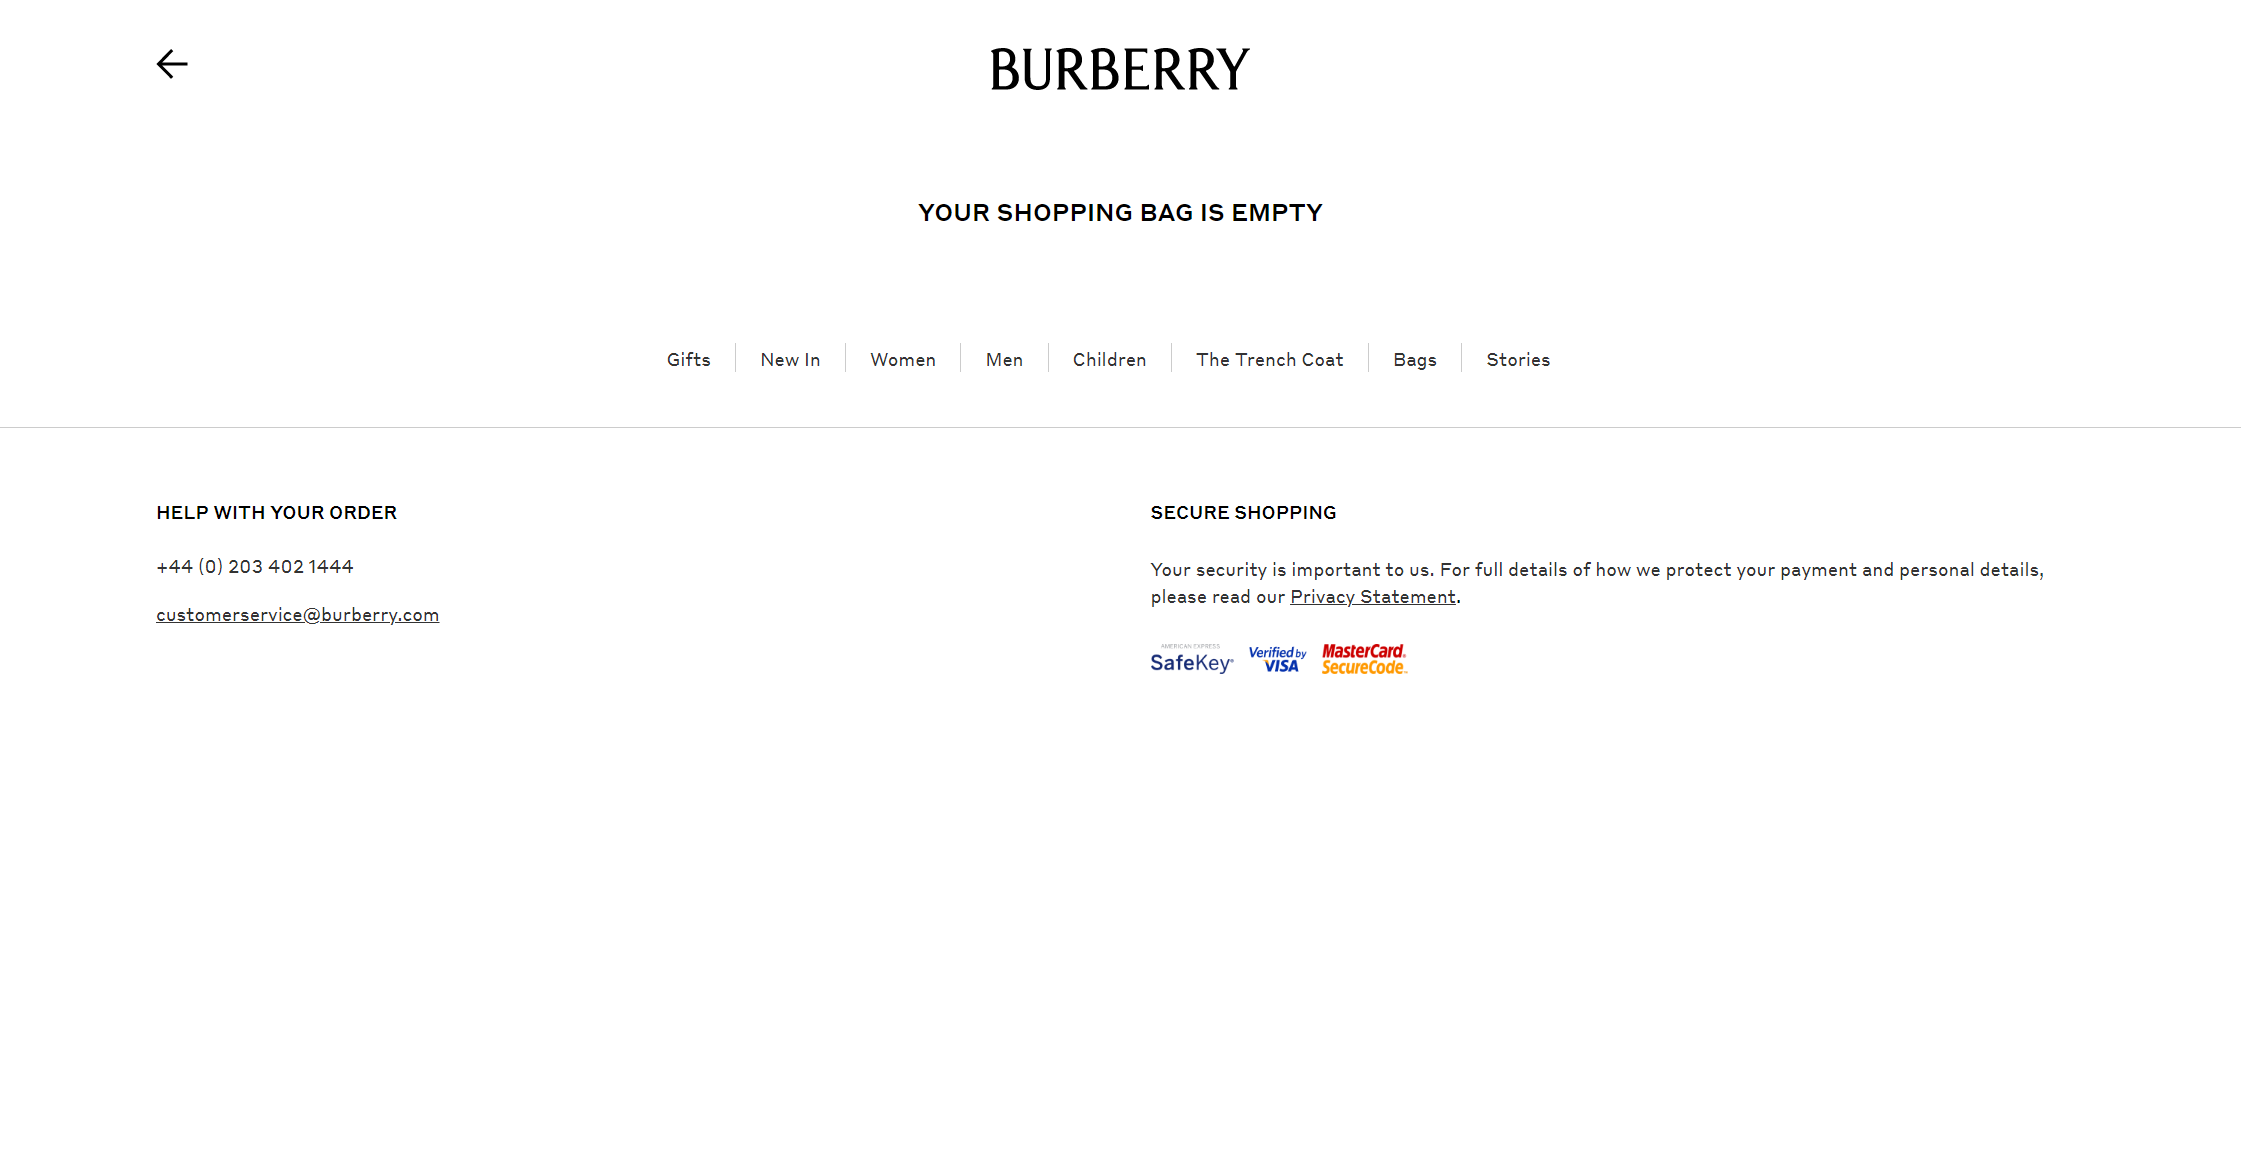 BURBERRY
YOUR SHOPPING BAG IS EMPTY
Gifts
New In
Women
Men
Children
The Trench Coat
Bags
Stories
HELP WITH YOUR ORDER
+44 (0) 203 402 1444
customerservice@burberry.com
SECURE SHOPPING
Your security is important to us. For full details of how we protect your payment and personal details,
please read our Privacy Statement.
AMERICAN EXPRESS
SafeKey®
Verified by
VISA
MasterCard®
SecureCode™